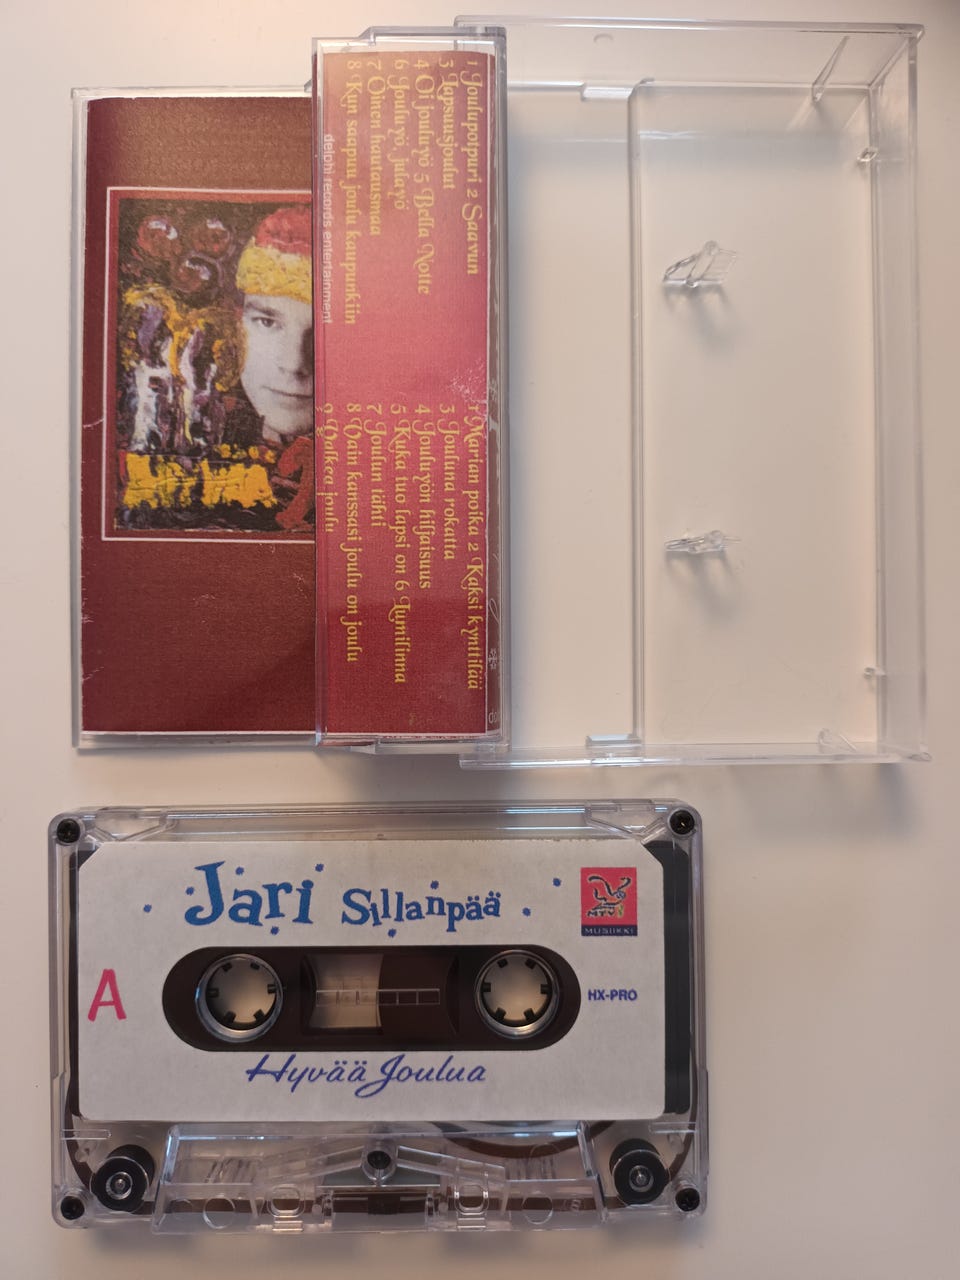 1 Joulupotpuri 2 Saavun
3 Lapsuusjoulut
4 Oi jouluyö 5 Bella Notte
6 Jouluyö, juhlayö
7 Oinen hautausmaa
8 Kun saapuu joulu kaupunkiin
delphi records entertainment
1 Marian poika 2 Kaksi kynttilää
3 Jouluna rokatta
4 Jouluyön hiljaisuus
5 Kuka tuo lapsi on 6 Lumilinna
7 Joulun tähti
8 Vain kanssasi joulu on joulu
9 Valkea joulu
Jari Sillanpää
MTV
MUSIIKKI
A
HX-PRO
Hyvää Joulua